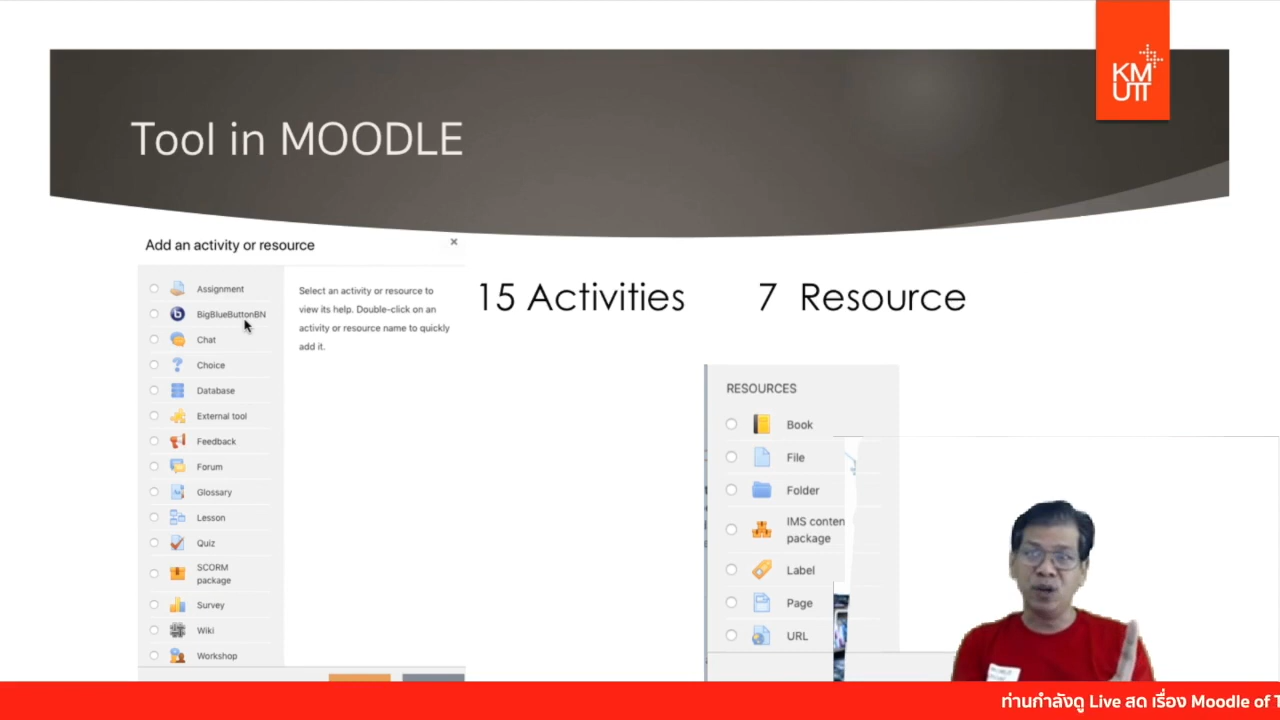 KM
UTT
Tool in MOODLE
Add an activity or resource
×
Assignment
BigBlueButtonBN
Chat
Choice
Database
External tool
Feedback
Forum
Glossary
Lesson
Quiz
SCORM
package
Survey
Wiki
Workshop
Select an activity or resource to
view its help. Double-click on an
activity or resource name to quickly
add it.
15 Activities
7 Resource
RESOURCES
Book
File
Folder
IMS conten
package
Label
Page
URL
ท่านกำลังดู Live สด เรื่อง Moodle of T